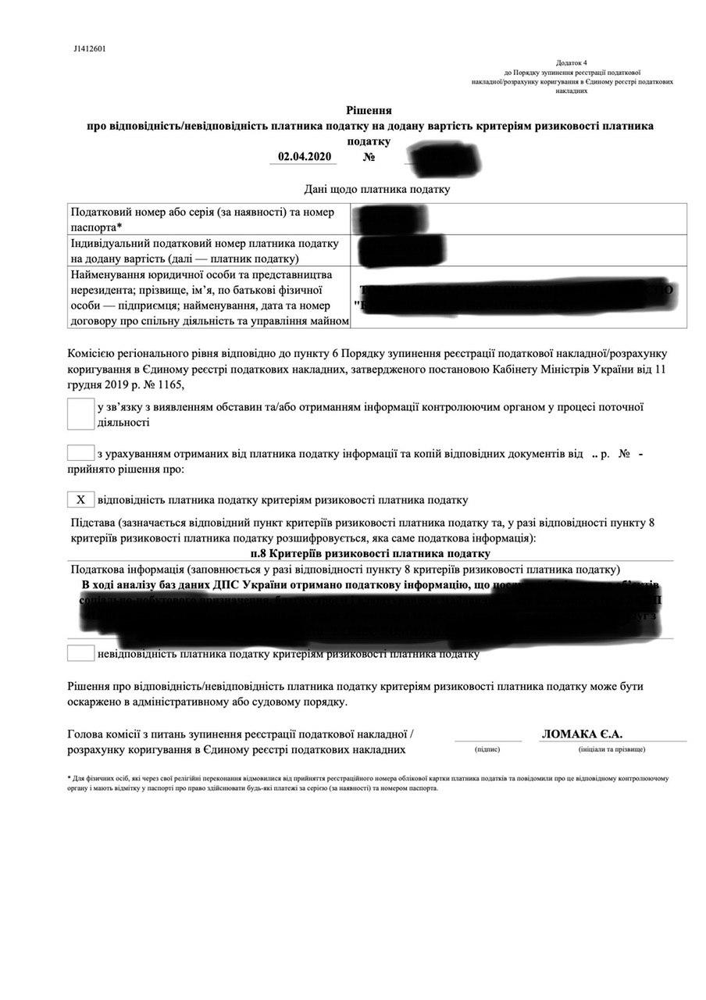 J1412601
Додаток 4
до Порядку зупинення реєстрації податкової
накладної/розрахунку коригування в Єдиному реєстрі податкових
накладних
Рішення
про відповідність/невідповідність платника податку на додану вартість критеріям ризиковості платника
податку
02.04.2020 №
Дані щодо платника податку
Податковий номер або серія (за наявності) та номер
паспорта*
Індивідуальний податковий номер платника податку
на додану вартість (далі — платник податку)
Найменування юридичної особи та представництва
нерезидента; прізвище, ім’я, по батькові фізичної
особи — підприємця; найменування, дата та номер
договору про спільну діяльність та управління майном
Комісією регіонального рівня відповідно до пункту 6 Порядку зупинення реєстрації податкової накладної/розрахунку
коригування в Єдиному реєстрі податкових накладних, затвердженого постановою Кабінету Міністрів України від 11
грудня 2019 р. № 1165,
у зв’язку з виявленням обставин та/або отриманням інформації контролюючим органом у процесі поточної
діяльності
з урахуванням отриманих від платника податку інформації та копій відповідних документів від .. р. № -
прийнято рішення про:
X відповідність платника податку критеріям ризиковості платника податку
Підстава (зазначається відповідний пункт критеріїв ризиковості платника податку та, у разі відповідності пункту 8
критеріїв ризиковості платника податку розшифровується, яка саме податкова інформація):
п.8 Критеріїв ризиковості платника податку
Податкова інформація (заповнюється у разі відповідності пункту 8 критеріїв ризиковості платника податку)
В ході аналізу баз даних ДПС України отримано податкову інформацію, що
невідповідність платника податку критеріям ризиковості платника податку
Рішення про відповідність/невідповідність платника податку критеріям ризиковості платника податку може бути
оскаржено в адміністративному або судовому порядку.
Голова комісії з питань зупинення реєстрації податкової накладної / ЛОМАКА Є.А.
розрахунку коригування в Єдиному реєстрі податкових накладних (підпис) (ініціали та прізвище)
* Для фізичних осіб, які через свої релігійні переконання відмовилися від прийняття реєстраційного номера облікової картки платника податків та повідомили про це відповідному контролюючому
органу і мають відмітку у паспорті про право здійснювати будь-які платежі за серією (за наявності) та номером паспорта.